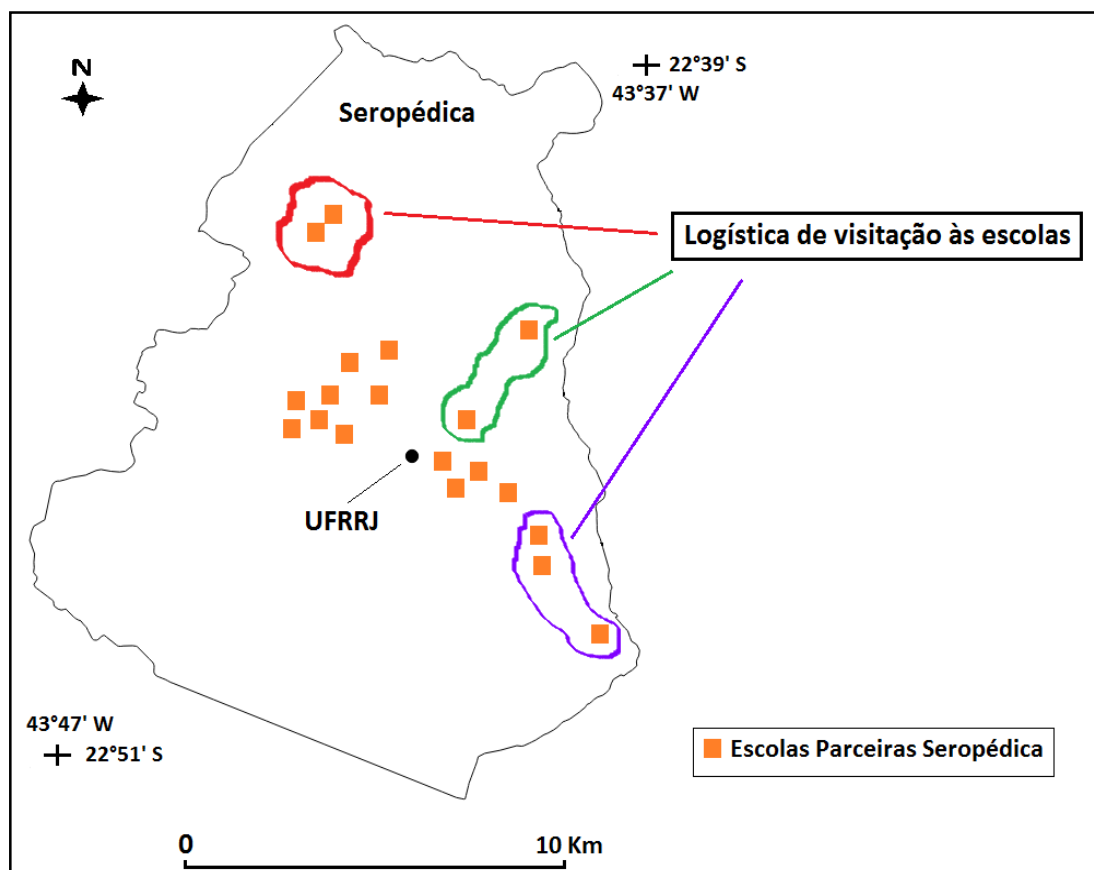 N
22°39' S
43°37' W
Seropédica
Logística de visitação às escolas
UFRRJ
43°47' W
22°51' S
Escolas Parceiras Seropédica
0
10 Km